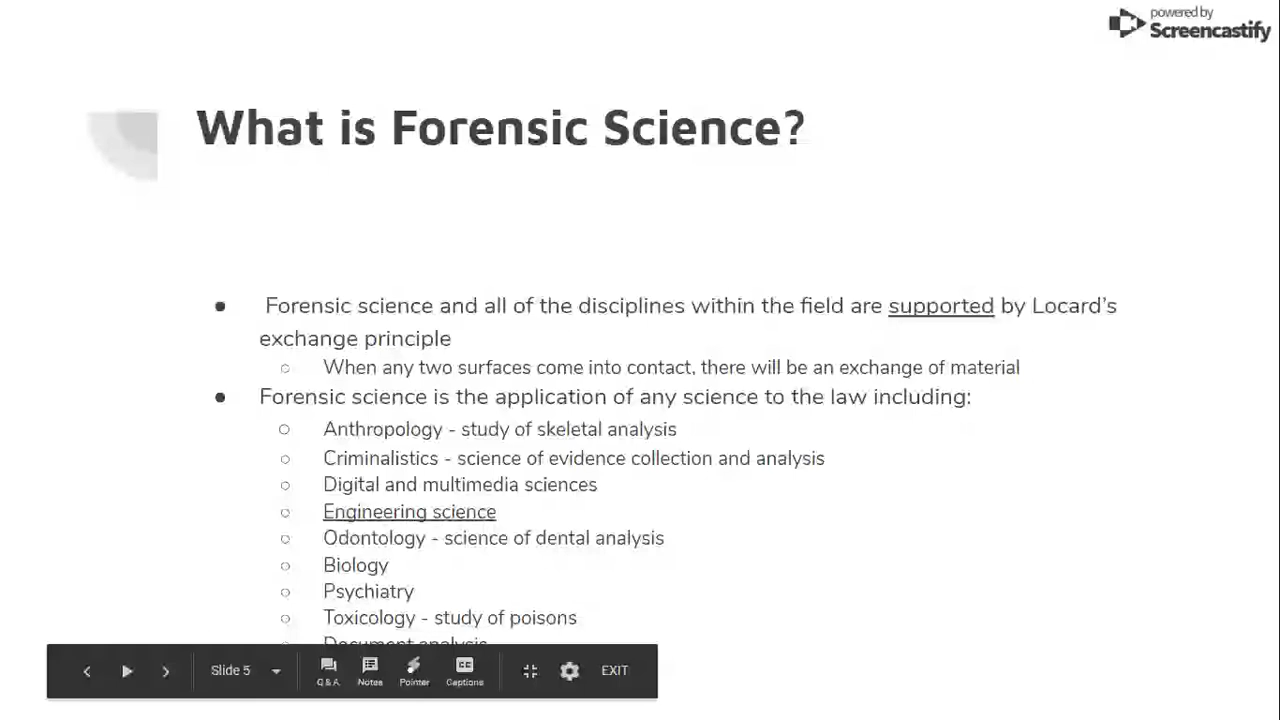 powered by
Screencastify
What is Forensic Science?
● Forensic science and all of the disciplines within the field are supported by Locard's
exchange principle
○ When any two surfaces come into contact, there will be an exchange of material
● Forensic science is the application of any science to the law including:
○ Anthropology - study of skeletal analysis
○ Criminalistics - science of evidence collection and analysis
○ Digital and multimedia sciences
○ Engineering science
○ Odontology - science of dental analysis
○ Biology
○ Psychiatry
○ Toxicology - study of poisons
○ Document analysis
Slide 5
Q & A Notes Pointer CC Captions EXIT